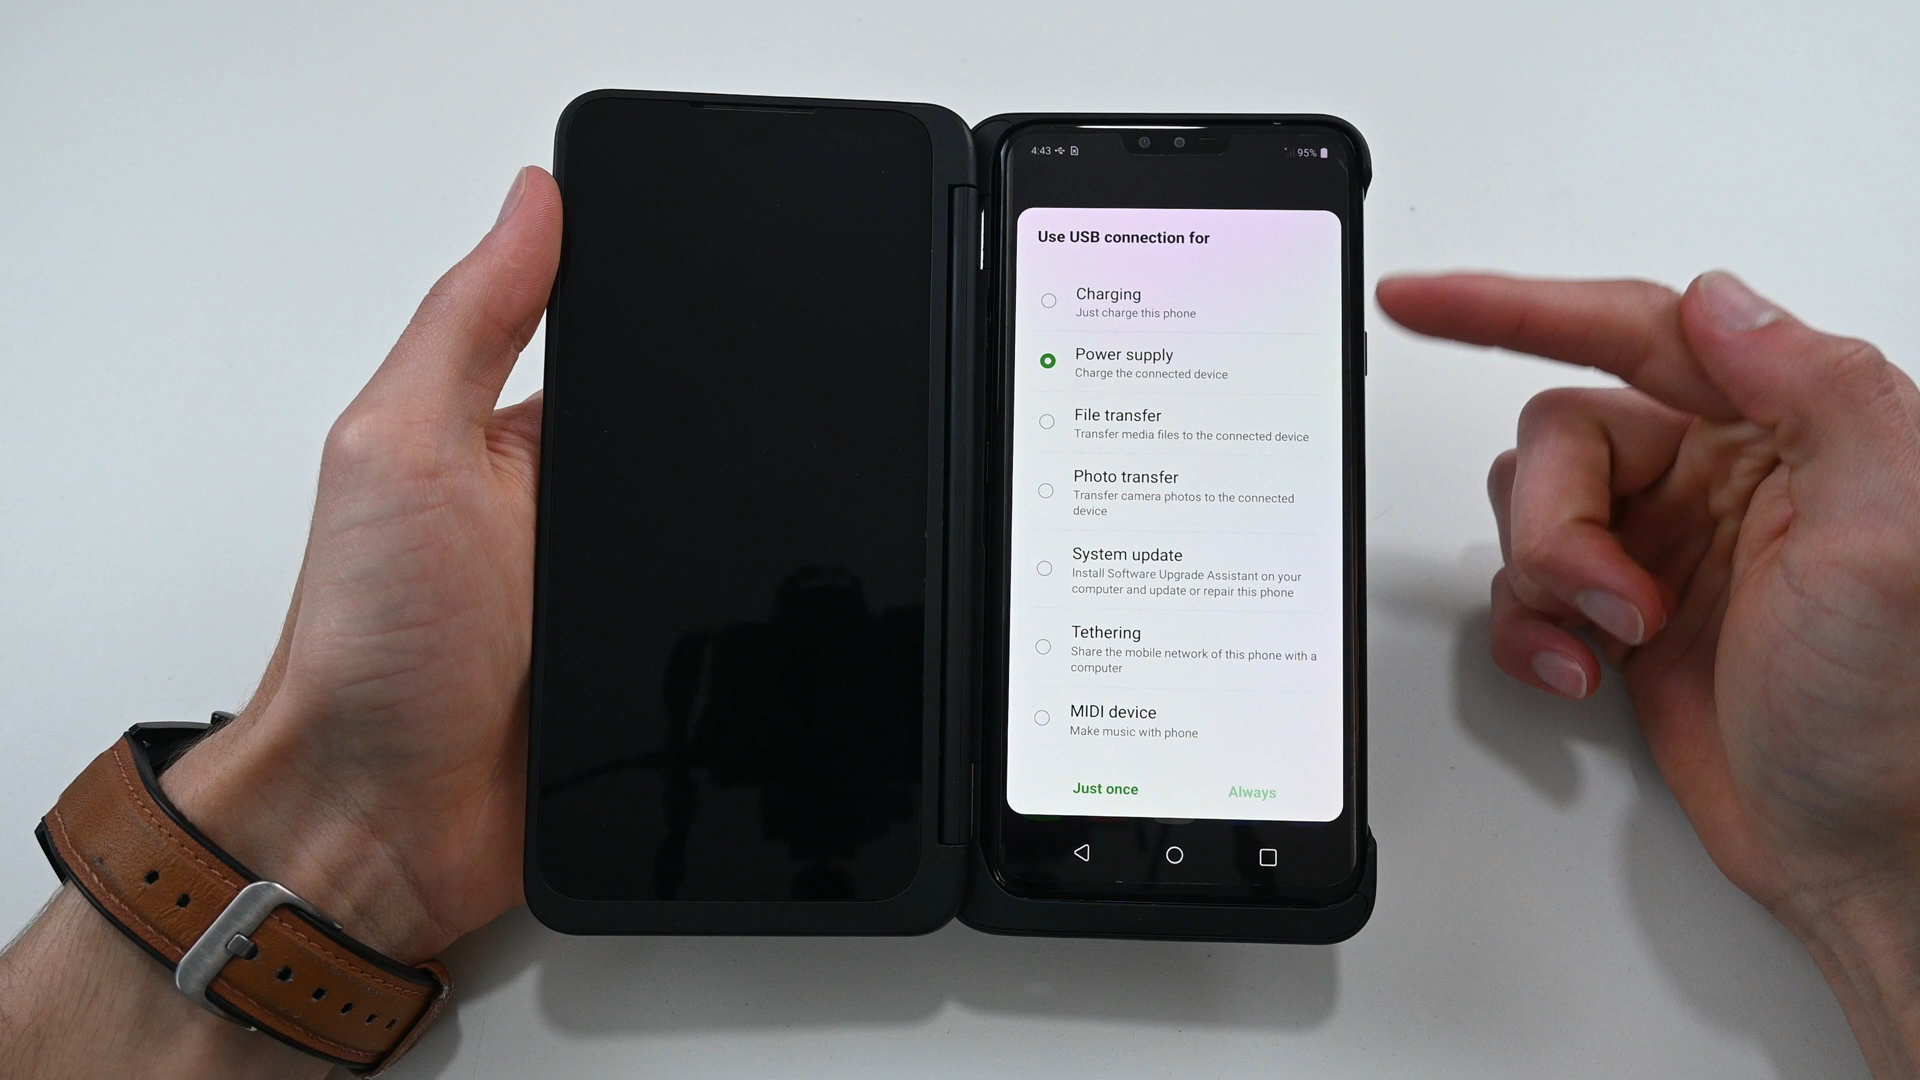 4:43
95%
Use USB connection for
Charging
Just charge this phone
Power supply
Charge the connected device
File transfer
Transfer media files to the connected device
Photo transfer
Transfer camera photos to the connected
device
System update
Install Software Upgrade Assistant on your
computer and update or repair this phone
Tethering
Share the mobile network of this phone with a
computer
MIDI device
Make music with phone
Just once
Always